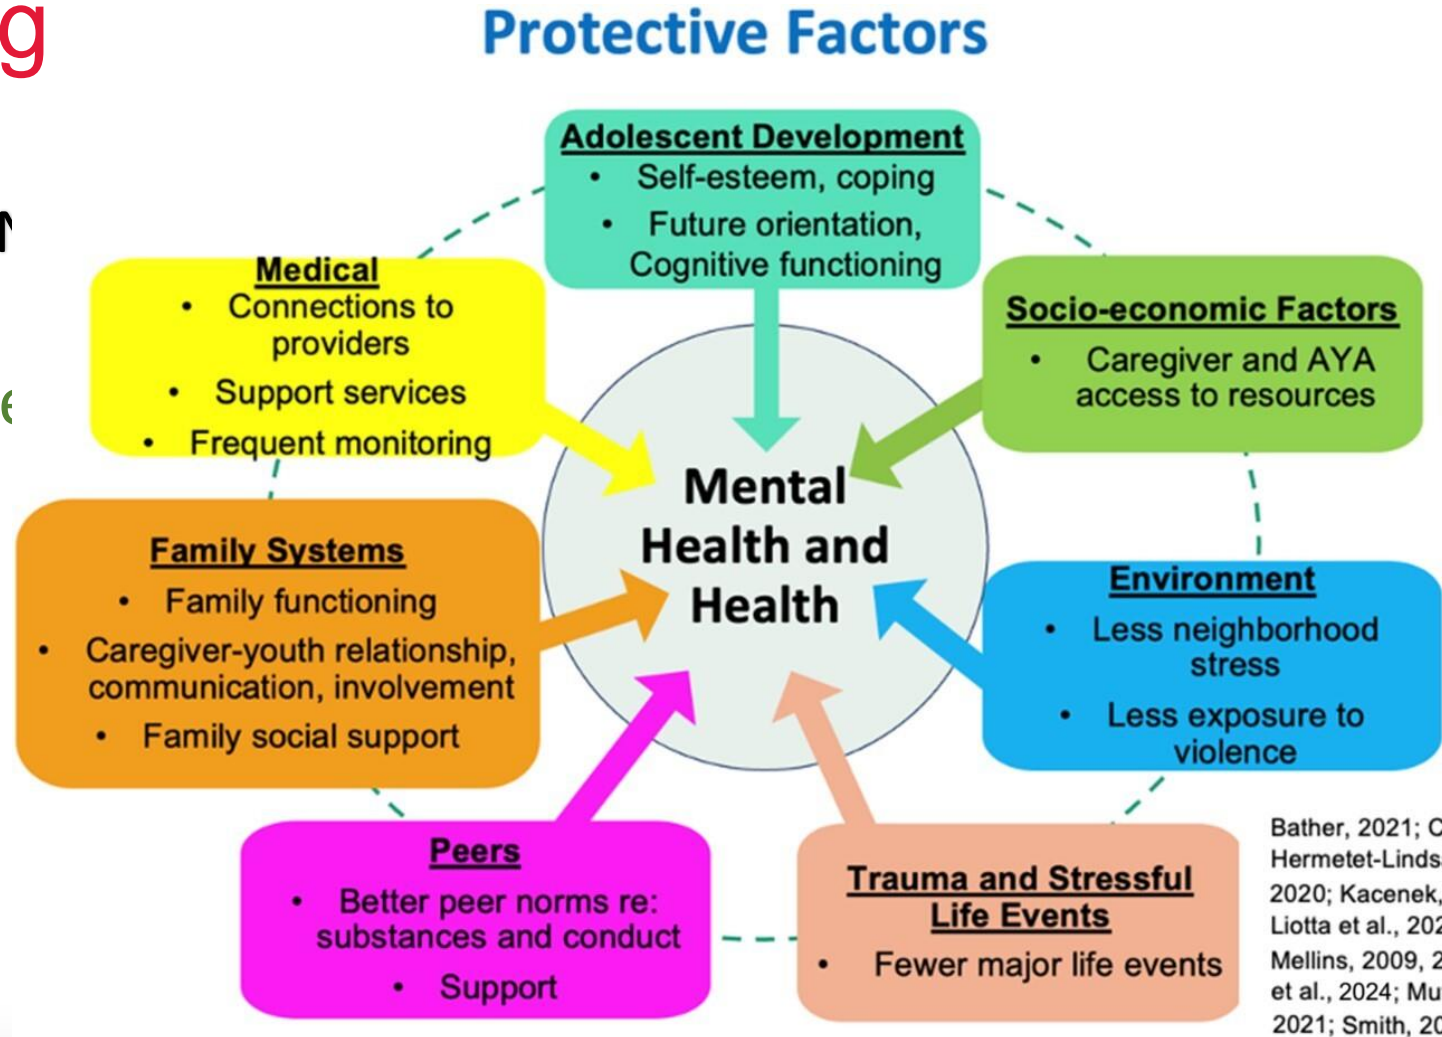 g
Protective Factors
Adolescent Development
• Self-esteem, coping
• Future orientation,
Cognitive functioning
Medical
• Connections to
providers
• Support services
• Frequent monitoring
Socio-economic Factors
• Caregiver and AYA
access to resources
Mental
Health and
Health
Family Systems
• Family functioning
• Caregiver-youth relationship,
communication, involvement
• Family social support
Environment
• Less neighborhood
stress
• Less exposure to
violence
Peers
• Better peer norms re:
substances and conduct
• Support
Trauma and Stressful
Life Events
• Fewer major life events
Bather, 2021;
2020; Kacenek,
Liotta et al.,
Mellins, 2009,
et al., 2024;
2021; Smith,